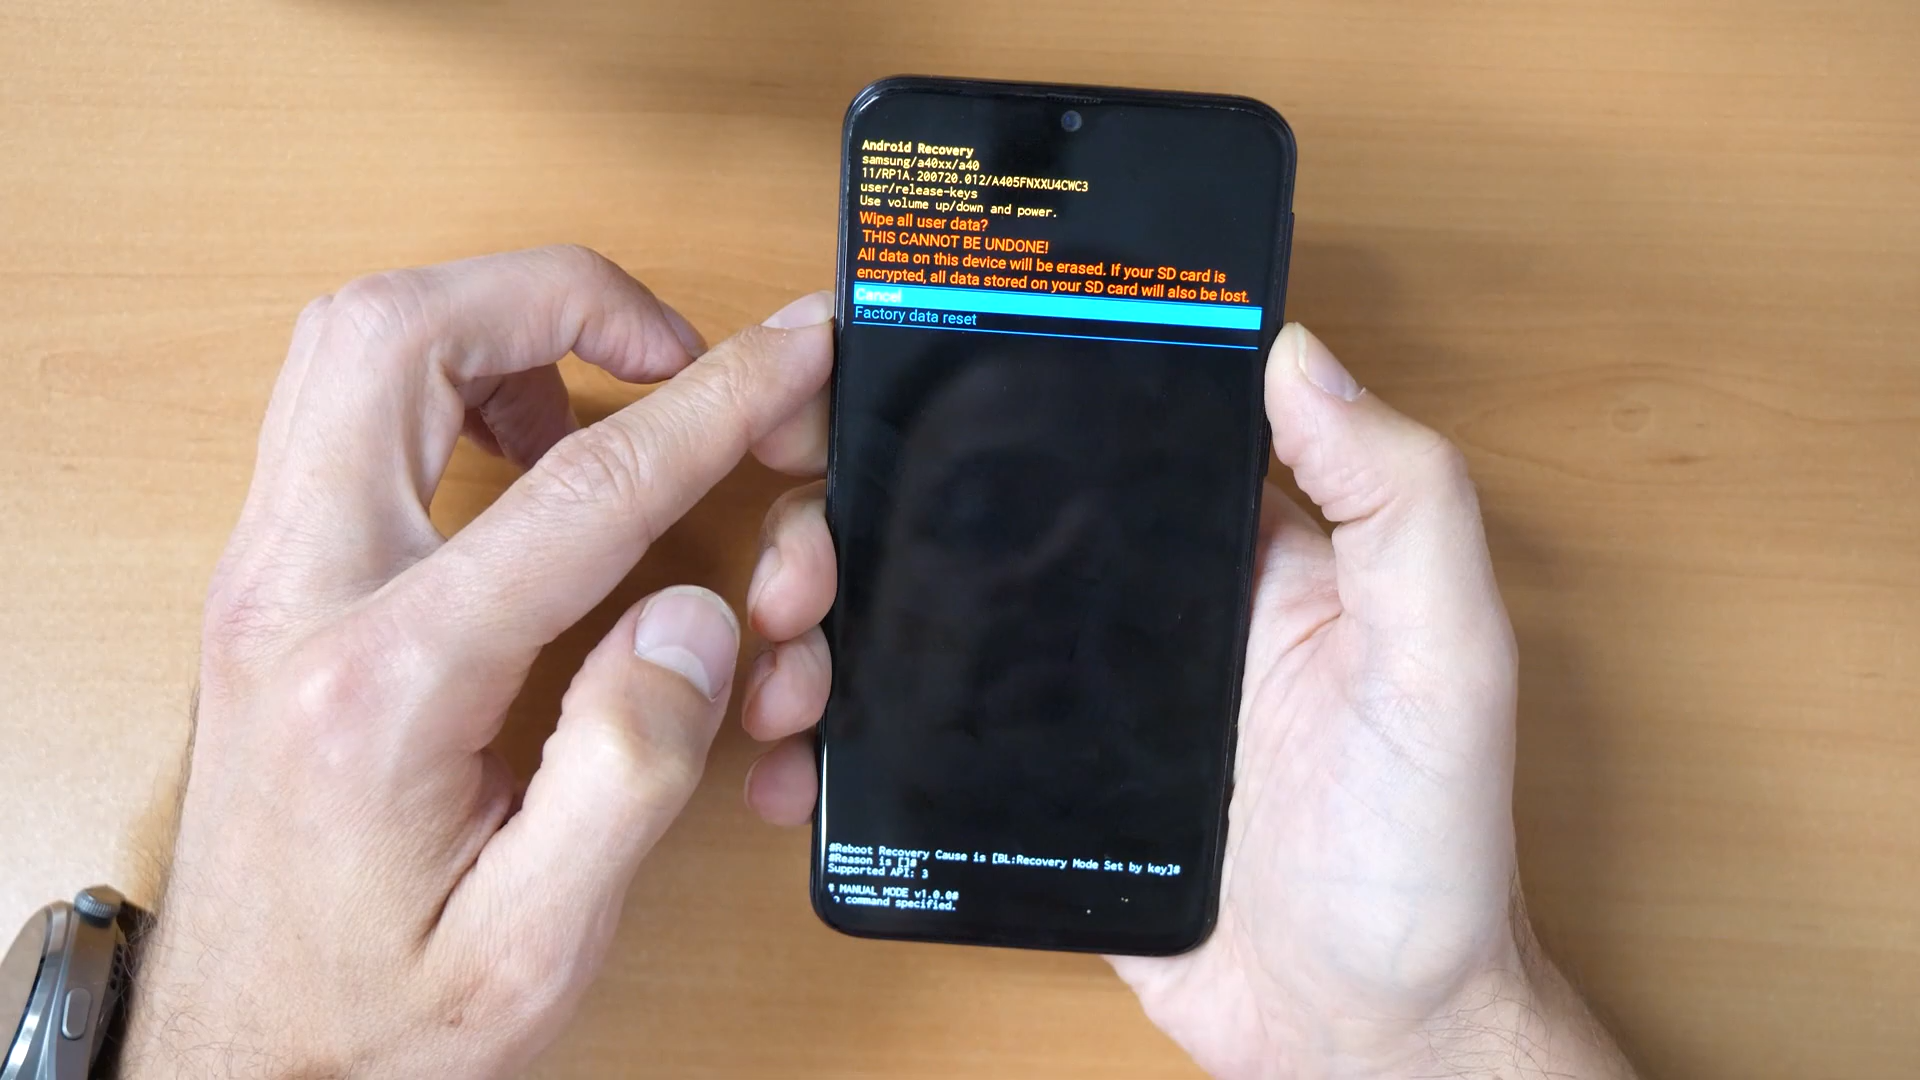 Android Recovery
samsung/a40xx/a40
11/RP1A.200720.012/A405FNXXU4CWC3
user/release-keys
Use volume up/down and power.
Wipe all user data?
THIS CANNOT BE UNDONE!
All data on this device will be erased. If your SD card is
encrypted, all data stored on your SD card will also be lost.
Cancel
Factory data reset
#Reboot Recovery Cause is [BL:Recovery Mode Set by key]#
#Reason is []#
Supported API: 3
# MANUAL MODE v1.0.0#
command specified.